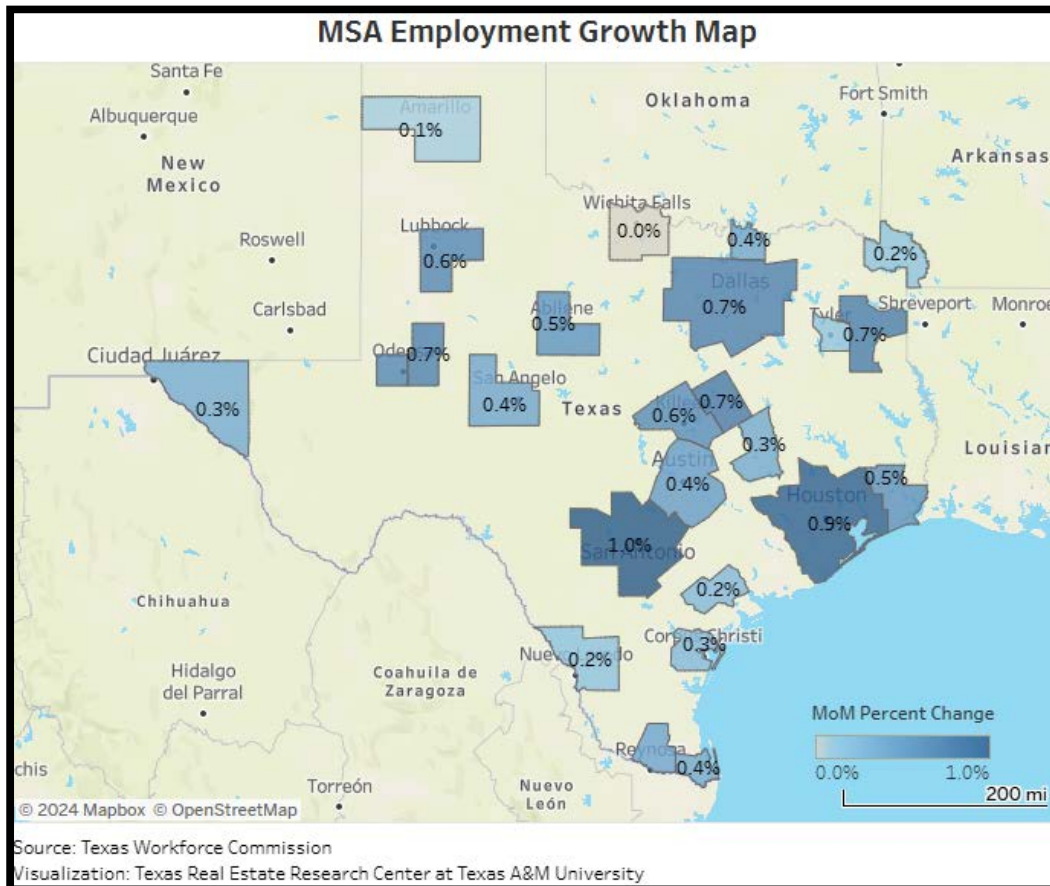 MSA Employment Growth Map
Santa Fe
Albuquerque
New
Mexico
Amarillo
0.1%
Oklahoma
Fort Smith
Arkansas
Wichita Falls
0.0%
Lubbock
0.6%
Roswell
0.4%
0.2%
Dallas
0.7%
Carlsbad
Abilene
0.5%
Tyler
0.7%
Shreveport
Monroe
Ciudad Juárez
0.3%
0.7%
San Angelo
0.4%
Texas
0.6%
0.7%
0.3%
Louisian
Austin
0.4%
Houston
0.9%
0.5%
1.0%
San Antonio
0.2%
Chihuahua
Christi
0.3%
0.2%
Hidalgo
del Parral
Coahuila de
Zaragoza
MoM Percent Change
0.0%
1.0%
Reynosa
0.4%
chis
Torreón
Nuevo
León
200 mi
© 2024 Mapbox © OpenStreetMap
Source: Texas Workforce Commission
Visualization: Texas Real Estate Research Center at Texas A&M University